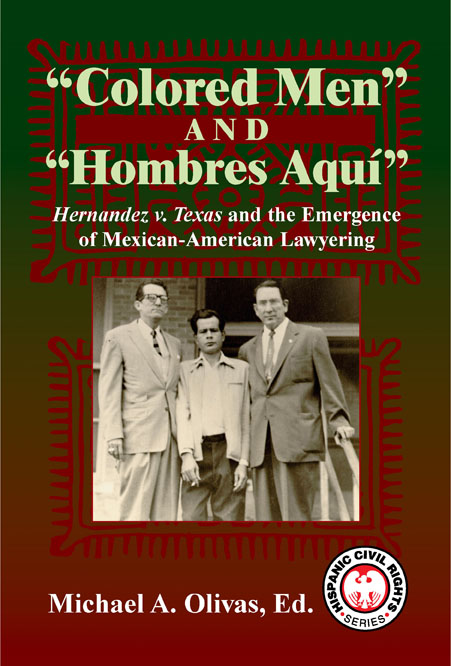 “Colored Men”
AND
“Hombres Aquí”
Hernandez v. Texas and the Emergence
of Mexican-American Lawyering
Michael A. Olivas, Ed.
HISPANIC CIVIL RIGHTS
•SERIES•